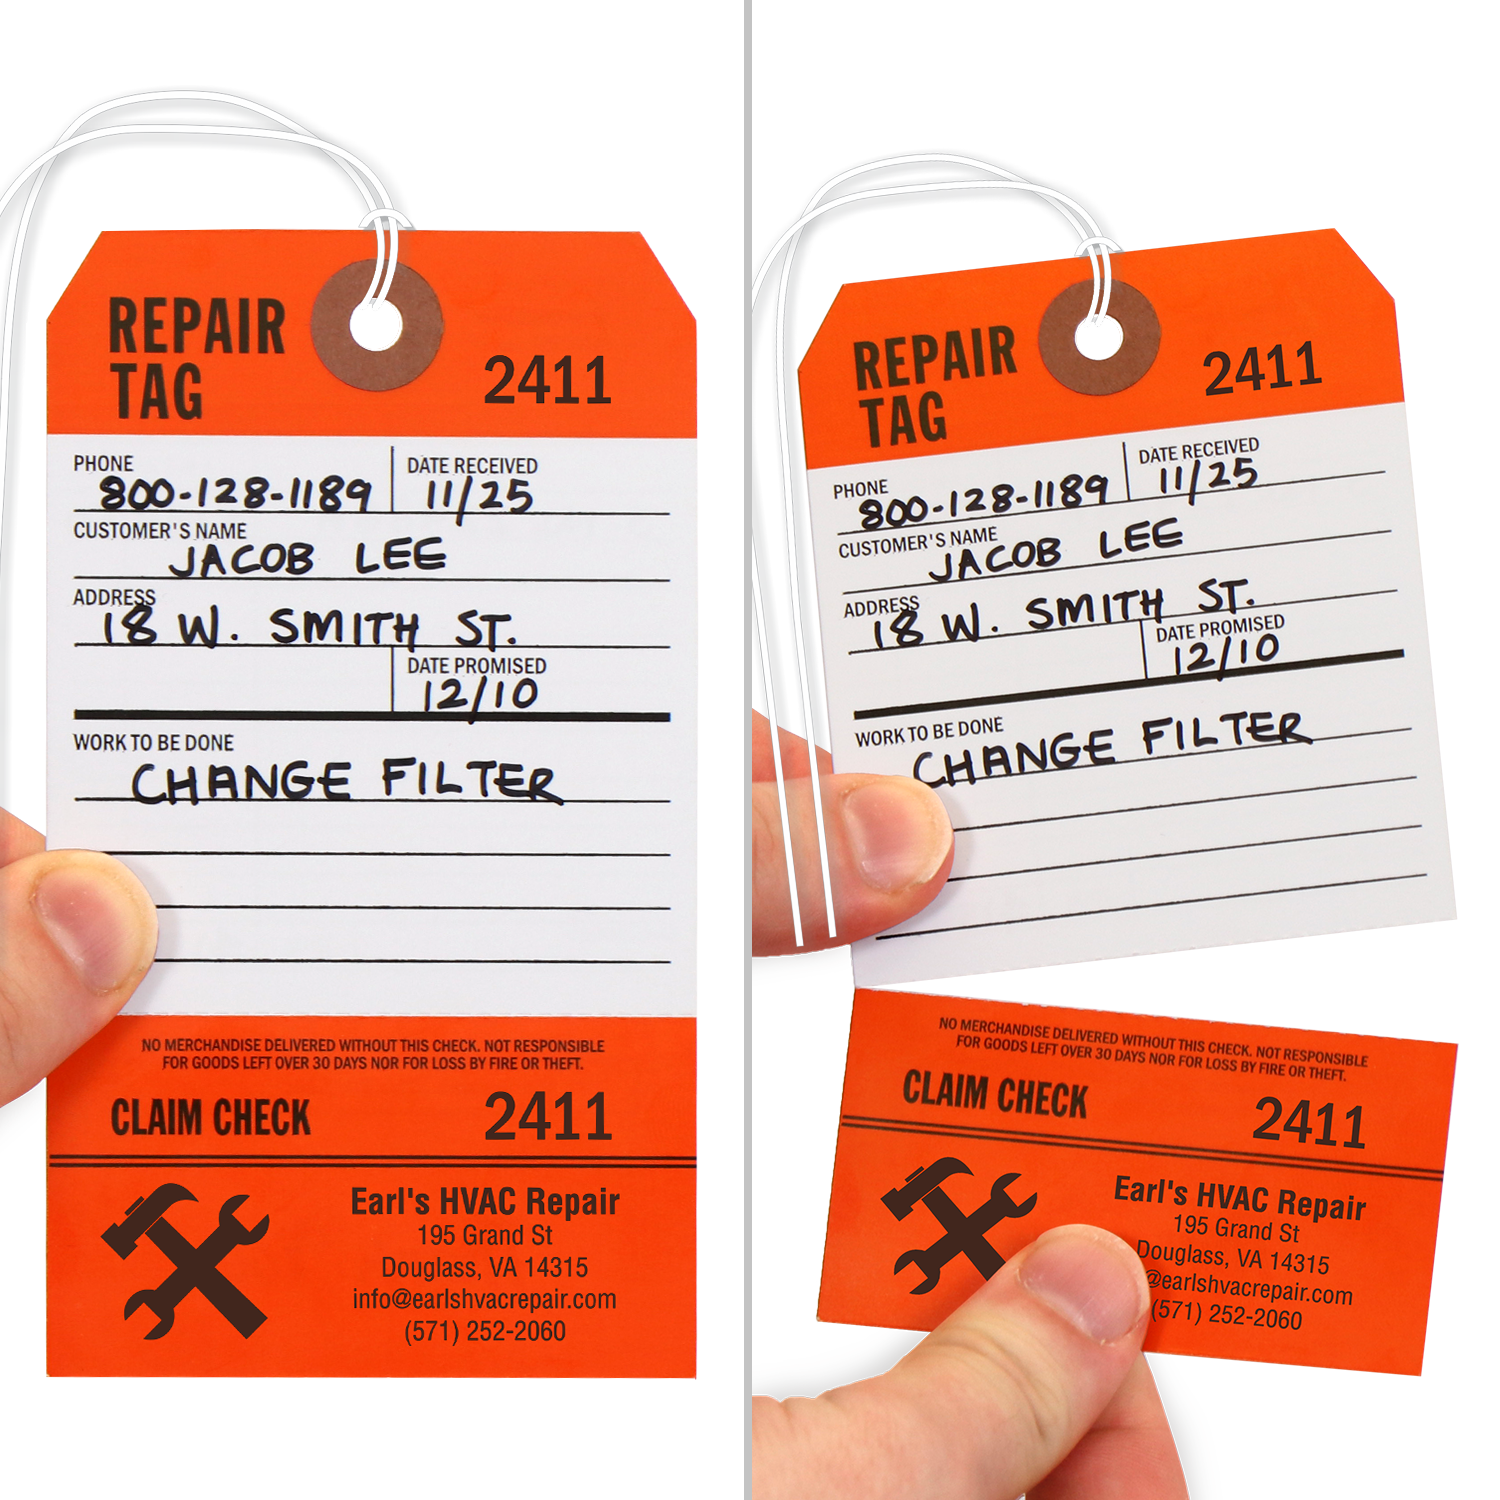 REPAIR
TAG
2411
PHONE
800-128-1189
DATE RECEIVED
11/25
CUSTOMER'S NAME
JACOB LEE
ADDRESS
18 W. SMITH ST.
DATE PROMISED
12/10
WORK TO BE DONE
CHANGE FILTER
NO MERCHANDISE DELIVERED WITHOUT THIS CHECK. NOT RESPONSIBLE
FOR GOODS LEFT OVER 30 DAYS NOR FOR LOSS BY FIRE OR THEFT.
CLAIM CHECK
2411
Earl's HVAC Repair
195 Grand St
Douglass, VA 14315
info@earlshvacrepair.com
(571) 252-2060
REPAIR
TAG
2411
PHONE
800-128-1189
DATE RECEIVED
11/25
CUSTOMER'S NAME
JACOB LEE
ADDRESS
18 W. SMITH ST.
DATE PROMISED
12/10
WORK TO BE DONE
CHANGE FILTER
NO MERCHANDISE DELIVERED WITHOUT THIS CHECK. NOT RESPONSIBLE
FOR GOODS LEFT OVER 30 DAYS NOR FOR LOSS BY FIRE OR THEFT.
CLAIM CHECK
2411
Earl's HVAC Repair
195 Grand St
Douglass, VA 14315
@earlshvacrepair.com
(571) 252-2060